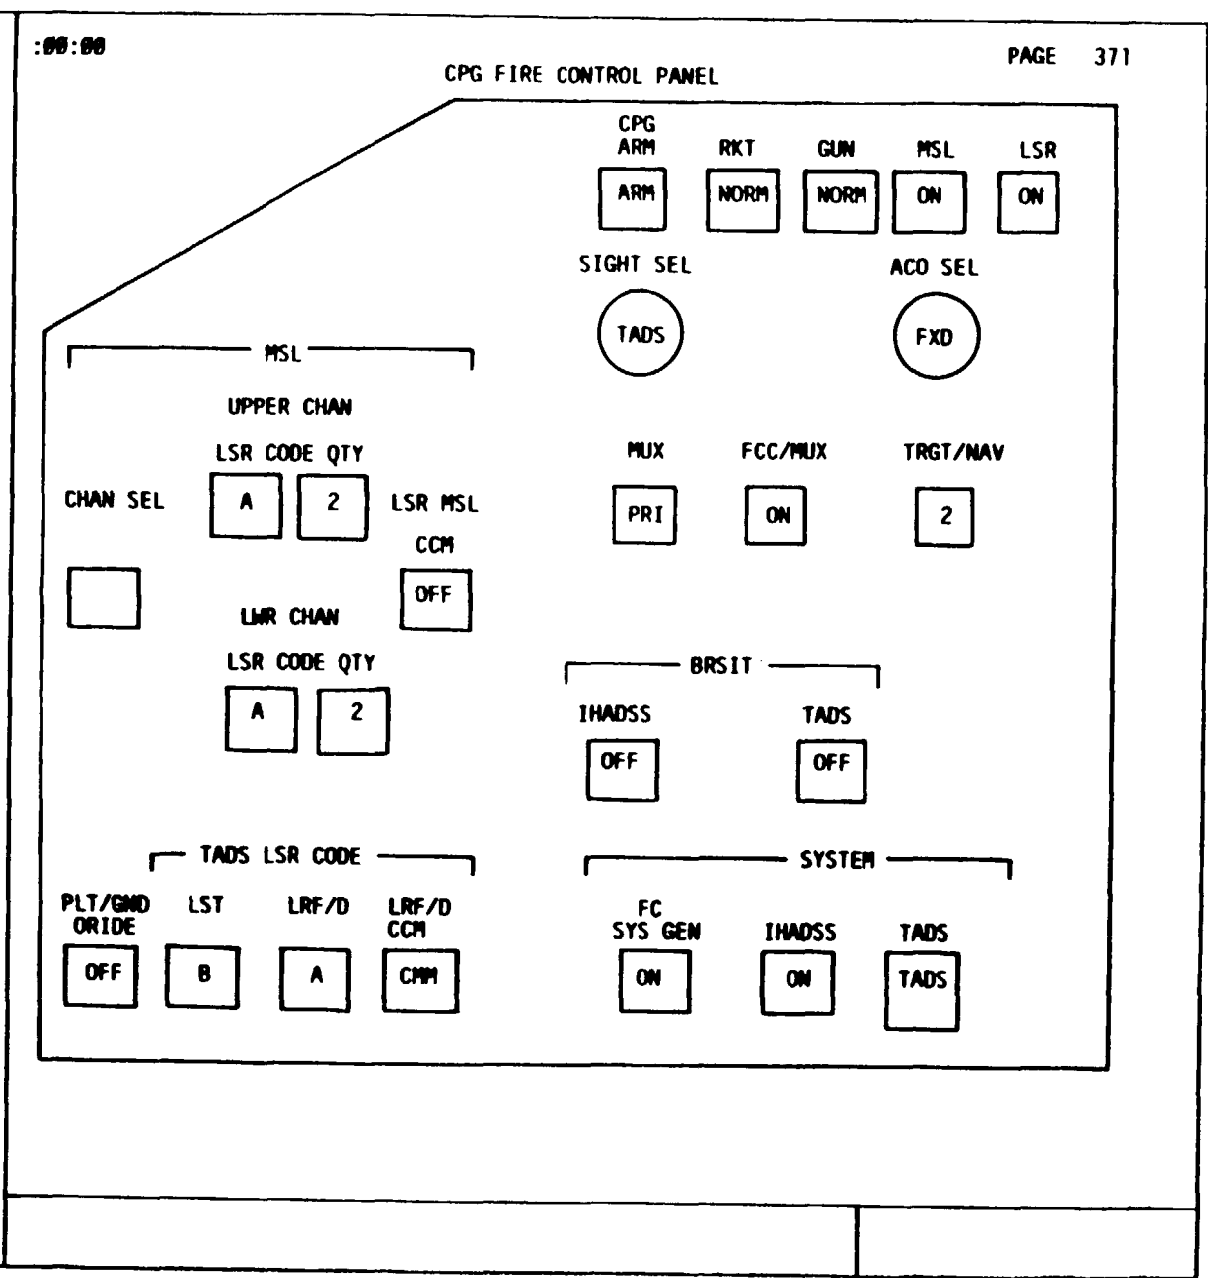 :00:00
PAGE 371
CPG FIRE CONTROL PANEL
CPG
ARM RKT GUN MSL LSR
ARM NORM NORM ON ON
SIGHT SEL ACO SEL
TADS FXD
MSL
UPPER CHAN
LSR CODE QTY MUX FCC/MUX TRGT/NAV
CHAN SEL A 2 LSR MSL PRI ON 2
CCM
OFF
LWR CHAN
LSR CODE QTY BRSIT
A 2 IHADSS TADS
OFF OFF
TADS LSR CODE SYSTEM
PLT/GND LST LRF/D LRF/D FC
ORIDE CCM SYS GEN IHADSS TADS
OFF B A CMM ON ON TADS